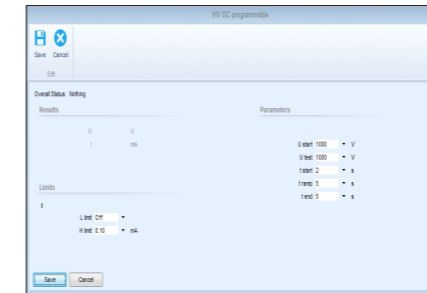 HV DC programmable
Save Cancel
Edit
Overall Status: Nothing
Results
U V
I mA
Limits
I
L limit Off
H limit 0.10 mA
Parameters
U start 1000 V
U test 1000 V
t start 2 s
t ramp 5 s
t end 5 s
Save Cancel